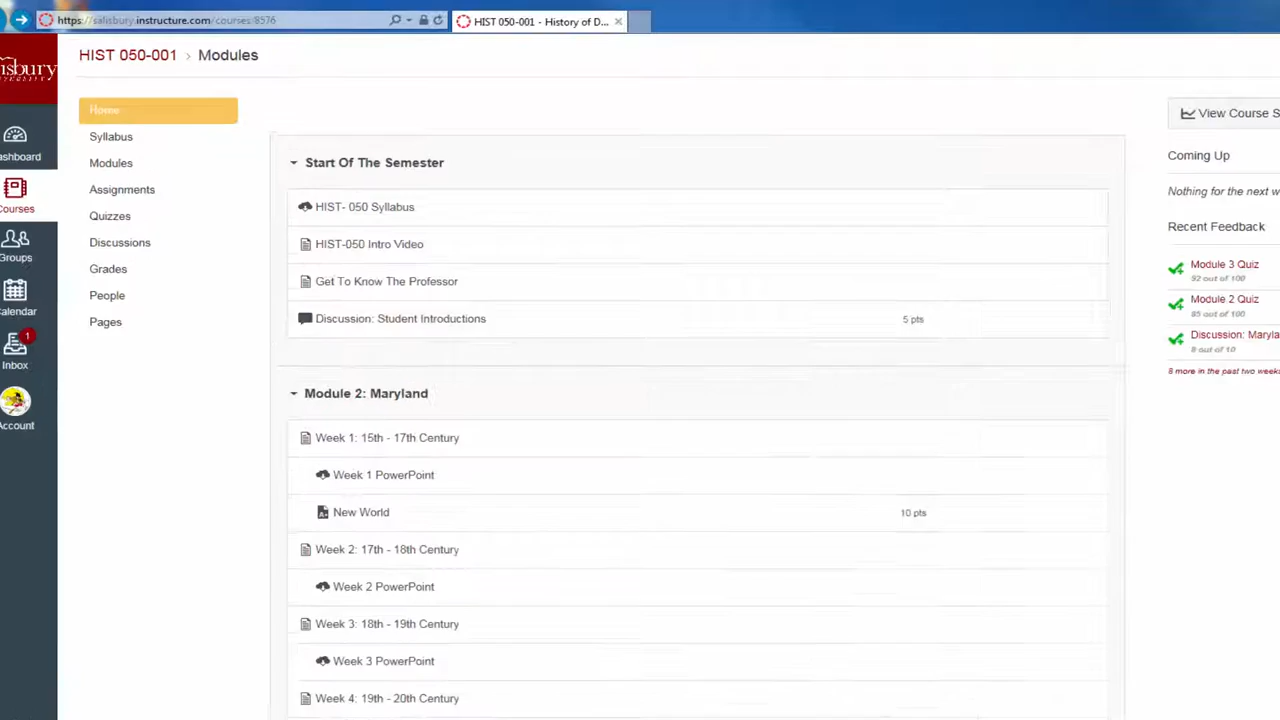 https://salisbury.instructure.com/courses/8576
HIST 050-001 - History of D...
HIST 050-001 › Modules
Home
Syllabus
Modules
Assignments
Quizzes
Discussions
Grades
People
Pages
ashboard
Courses
Groups
alendar
1
Inbox
Account
Start Of The Semester
HIST- 050 Syllabus
HIST-050 Intro Video
Get To Know The Professor
Discussion: Student Introductions
5 pts
Module 2: Maryland
Week 1: 15th - 17th Century
Week 1 PowerPoint
New World
10 pts
Week 2: 17th - 18th Century
Week 2 PowerPoint
Week 3: 18th - 19th Century
Week 3 PowerPoint
Week 4: 19th - 20th Century
View Course S
Coming Up
Nothing for the next w
Recent Feedback
Module 3 Quiz
92 out of 100
Module 2 Quiz
85 out of 100
Discussion: Maryla
8 out of 10
8 more in the past two weeks